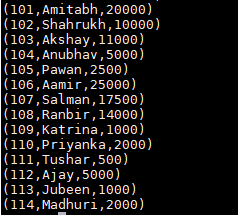 (101,Amitabh,20000)
(102,Shahrukh,10000)
(103,Akshay,11000)
(104,Anubhav,5000)
(105,Pawan,2500)
(106,Aamir,25000)
(107,Salman,17500)
(108,Ranbir,14000)
(109,Katrina,1000)
(110,Priyanka,2000)
(111,Tushar,500)
(112,Ajay,5000)
(113,Jubeen,1000)
(114,Madhuri,2000)